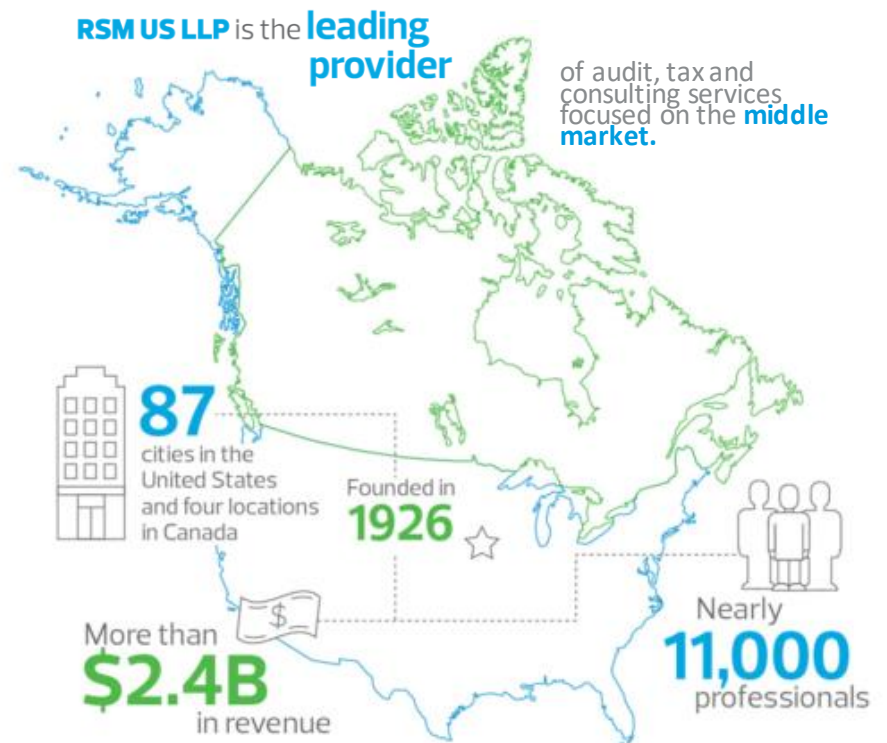 RSM US LLP is the leading
provider
of audit, tax and
consulting services
focused on the middle
market.
87
cities in the
United States
and four locations
in Canada
Founded in
1926
$
More than
$2.4B
in revenue
Nearly
11,000
professionals